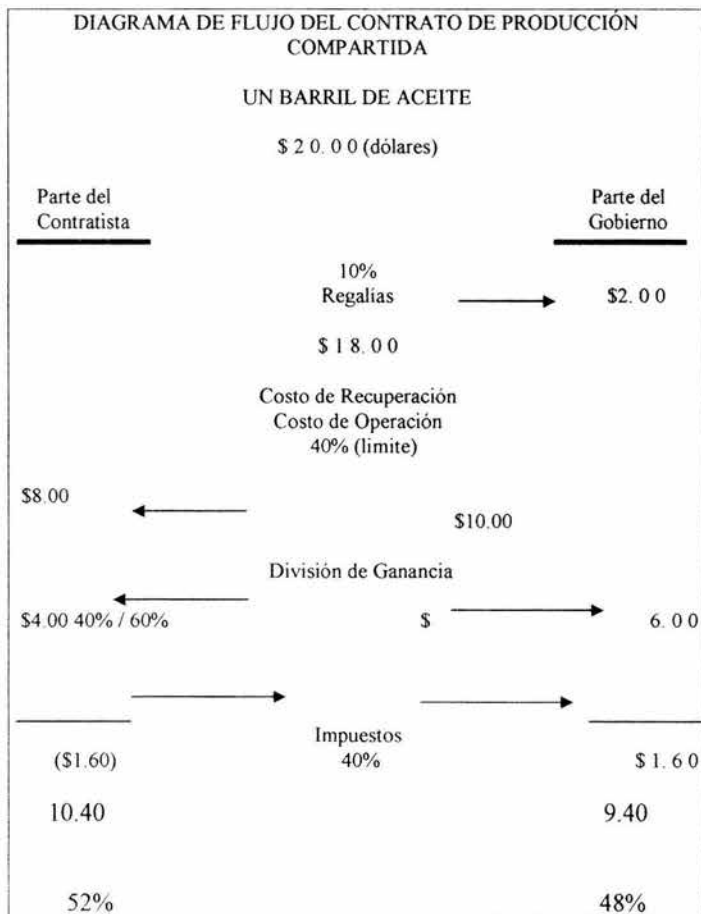 DIAGRAMA DE FLUJO DEL CONTRATO DE PRODUCCIÓN
COMPARTIDA
UN BARRIL DE ACEITE
$ 2 0. 0 0 (dólares)
Parte del
Contratista
Parte del
Gobierno
10%
Regalías
$2. 0 0
$ 1 8. 0 0
Costo de Recuperación
Costo de Operación
40% (limite)
$8.00
$10.00
División de Ganancia
$4.00 40% / 60% $ 6. 0 0
Impuestos
($1.60) 40% $ 1. 6 0
10.40 9.40
52% 48%